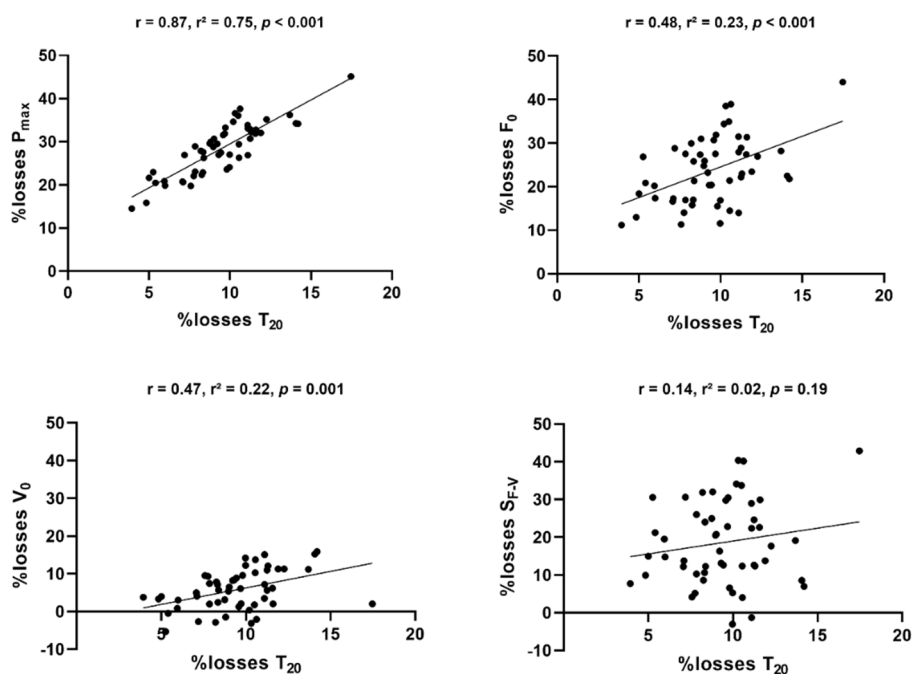 r = 0.87, r² = 0.75, p < 0.001
50
40
30
20
10
0
%losses Pmax
0 5 10 15 20
%losses T20
r = 0.48, r² = 0.23, p < 0.001
50
40
30
20
10
0
%losses F0
0 5 10 15 20
%losses T20
r = 0.47, r² = 0.22, p = 0.001
50
40
30
20
10
0
-10
%losses V0
5 10 15 20
%losses T20
r = 0.14, r² = 0.02, p = 0.19
50
40
30
20
10
0
-10
%losses SF-V
5 10 15 20
%losses T20